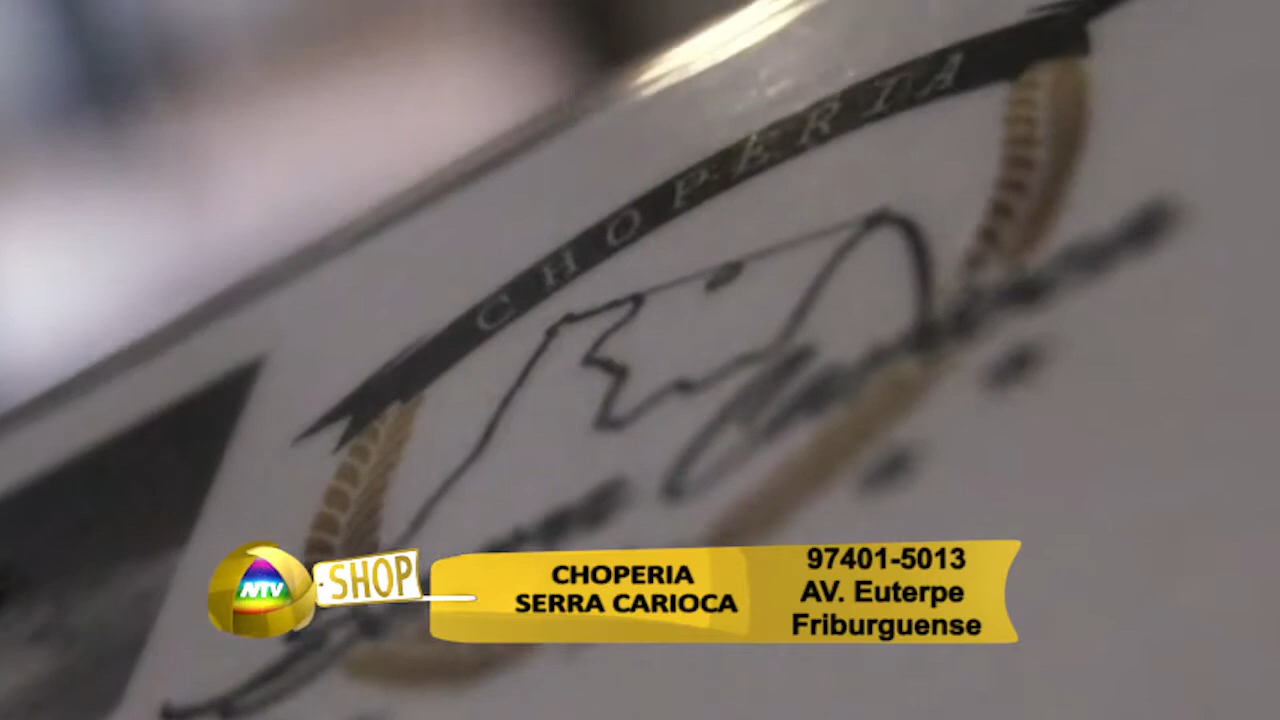 CHOPERIA
NTV
SHOP
CHOPERIA
SERRA CARIOCA
97401-5013
AV. Euterpe
Friburguense